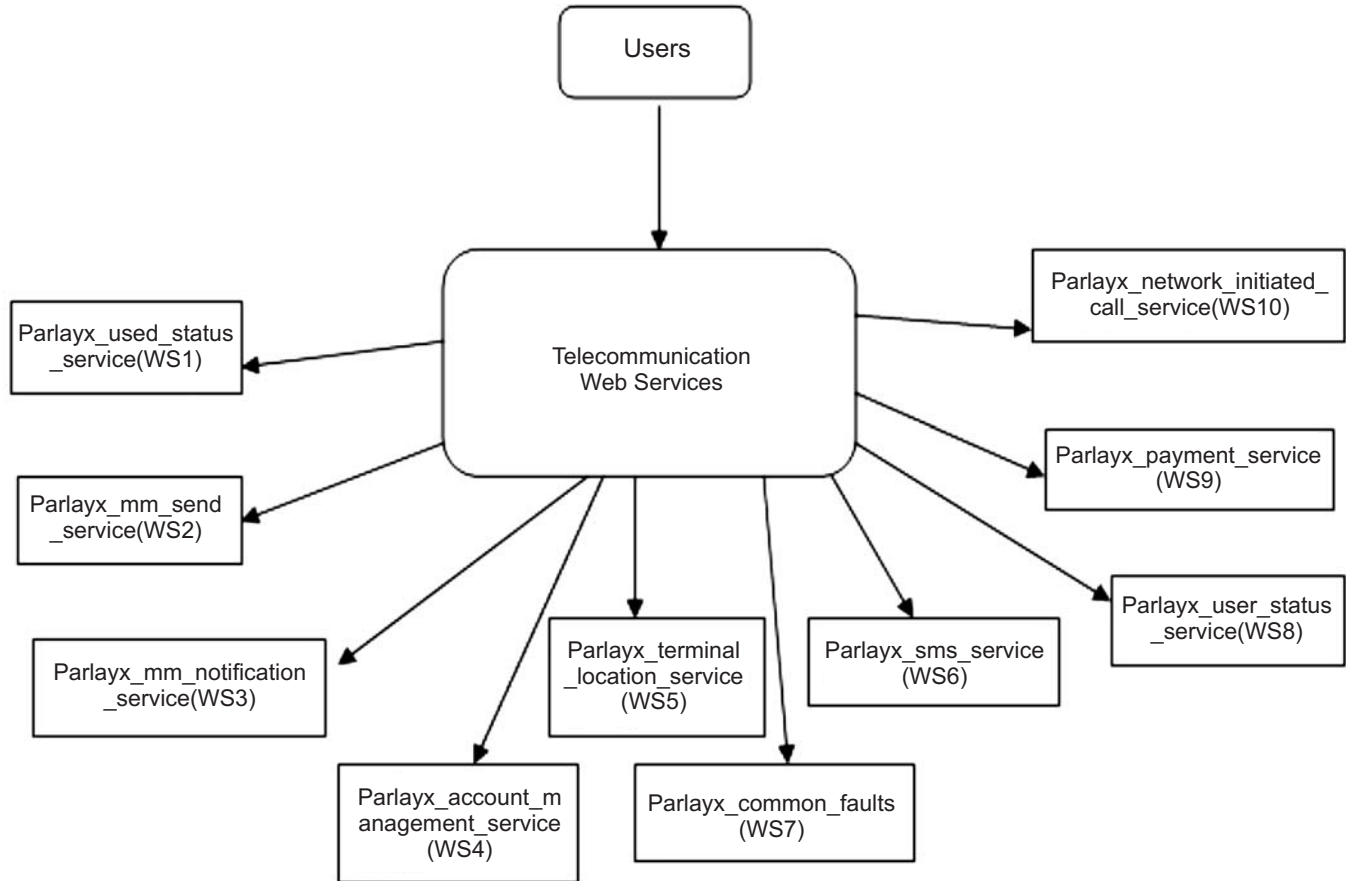 Users
Telecommunication
Web Services
Parlayx_used_status
_service(WS1)
Parlayx_mm_send
_service(WS2)
Parlayx_mm_notification
_service(WS3)
Parlayx_account_m
anagement_service
(WS4)
Parlayx_terminal
_location_service
(WS5)
Parlayx_sms_service
(WS6)
Parlayx_common_faults
(WS7)
Parlayx_user_status
_service(WS8)
Parlayx_payment_service
(WS9)
Parlayx_network_initiated_
call_service(WS10)